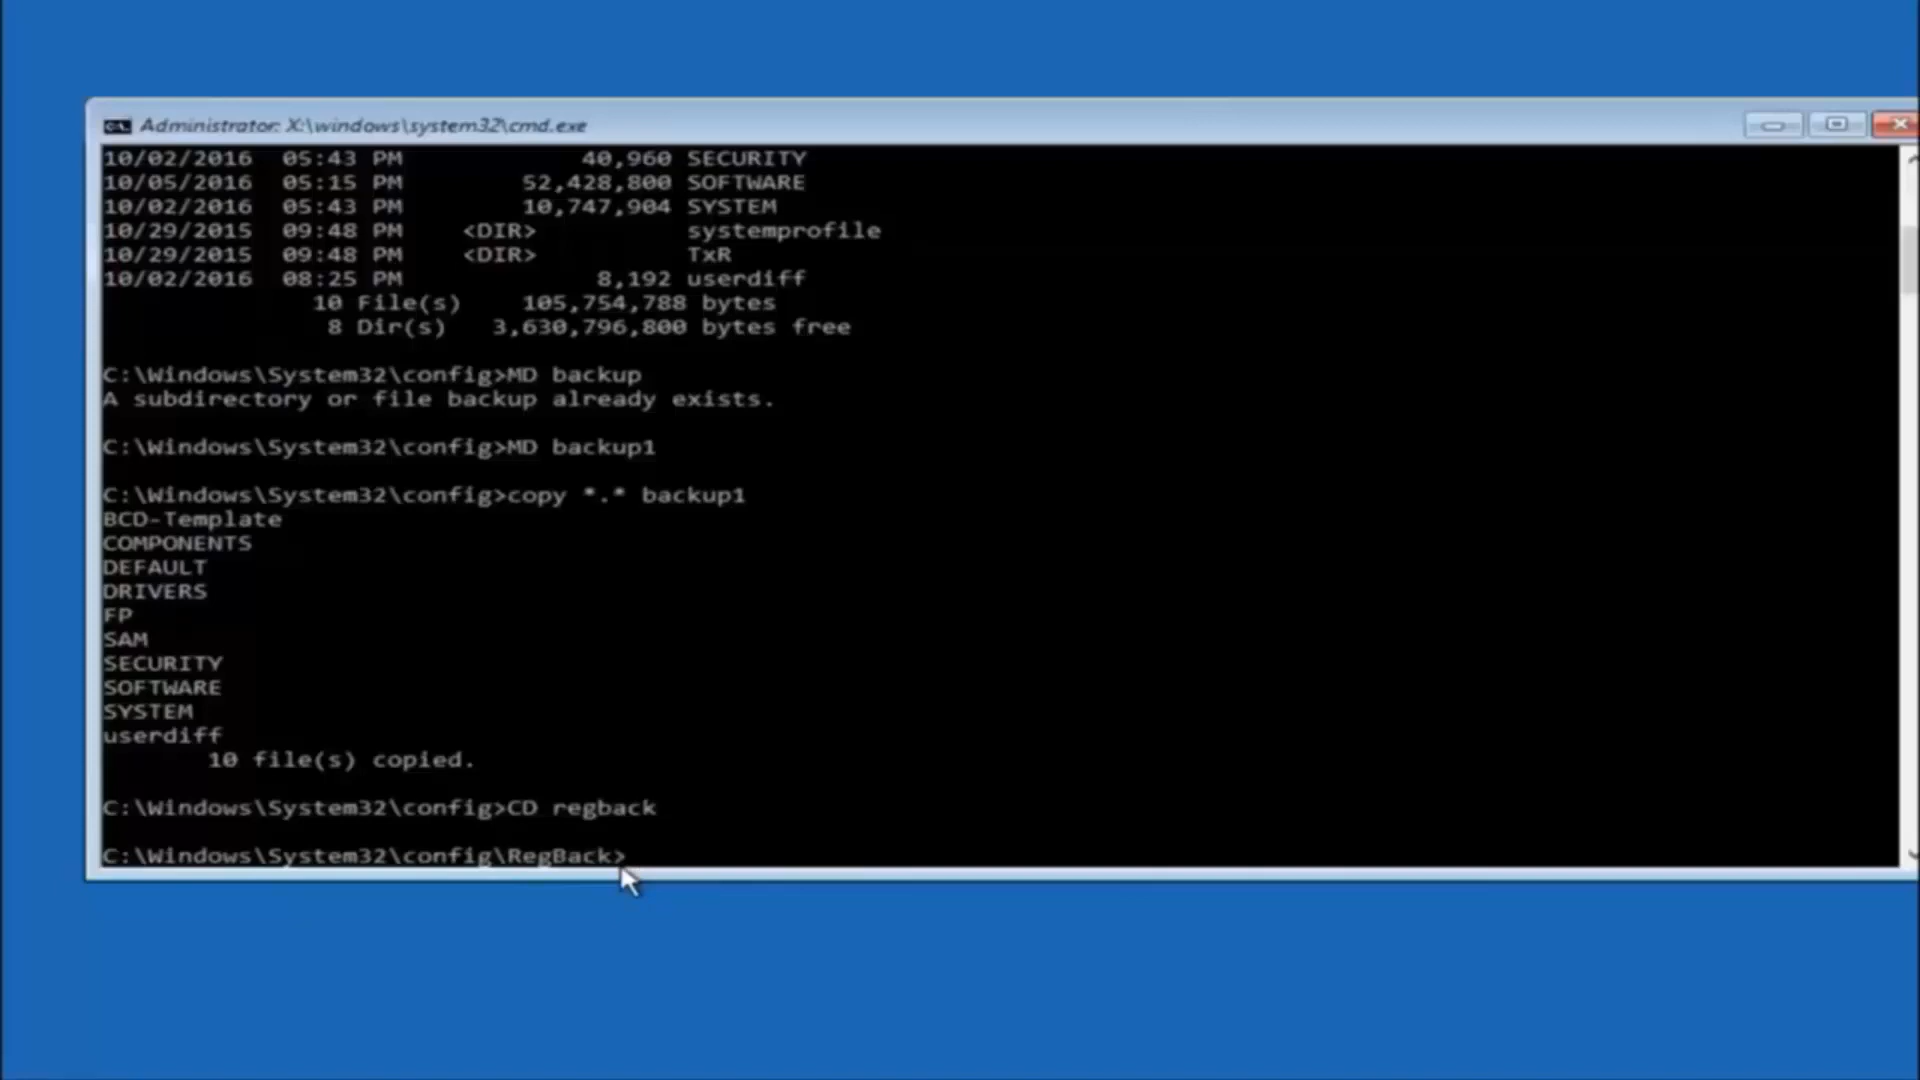 Administrator: X:\windows\system32\cmd.exe
10/02/2016  05:43 PM            40,960 SECURITY
10/05/2016  05:15 PM        52,428,800 SOFTWARE
10/02/2016  05:43 PM        10,747,904 SYSTEM
10/29/2015  09:48 PM    <DIR>          systemprofile
10/29/2015  09:48 PM    <DIR>          TxR
10/02/2016  08:25 PM             8,192 userdiff
10 File(s)    105,754,788 bytes
8 Dir(s)  3,630,796,800 bytes free
C:\Windows\System32\config>MD backup
A subdirectory or file backup already exists.
C:\Windows\System32\config>MD backup1
C:\Windows\System32\config>copy *.* backup1
BCD-Template
COMPONENTS
DEFAULT
DRIVERS
FP
SAM
SECURITY
SOFTWARE
SYSTEM
userdiff
10 file(s) copied.
C:\Windows\System32\config>CD regback
C:\Windows\System32\config\RegBack>